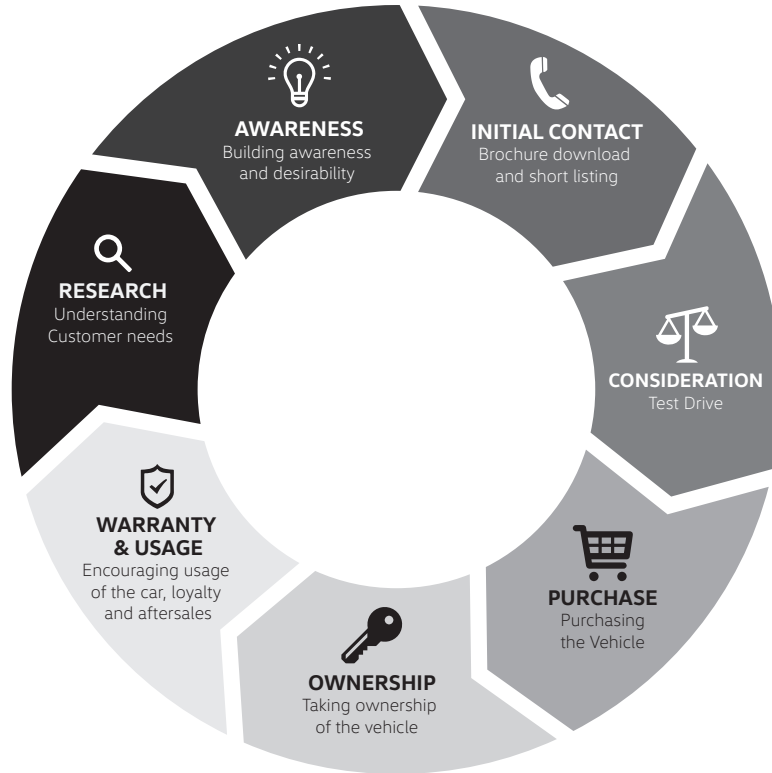 AWARENESS
Building awareness
and desirability
INITIAL CONTACT
Brochure download
and short listing
CONSIDERATION
Test Drive
PURCHASE
Purchasing
the Vehicle
OWNERSHIP
Taking ownership
of the vehicle
WARRANTY
& USAGE
Encouraging usage
of the car, loyalty
and aftersales
RESEARCH
Understanding
Customer needs